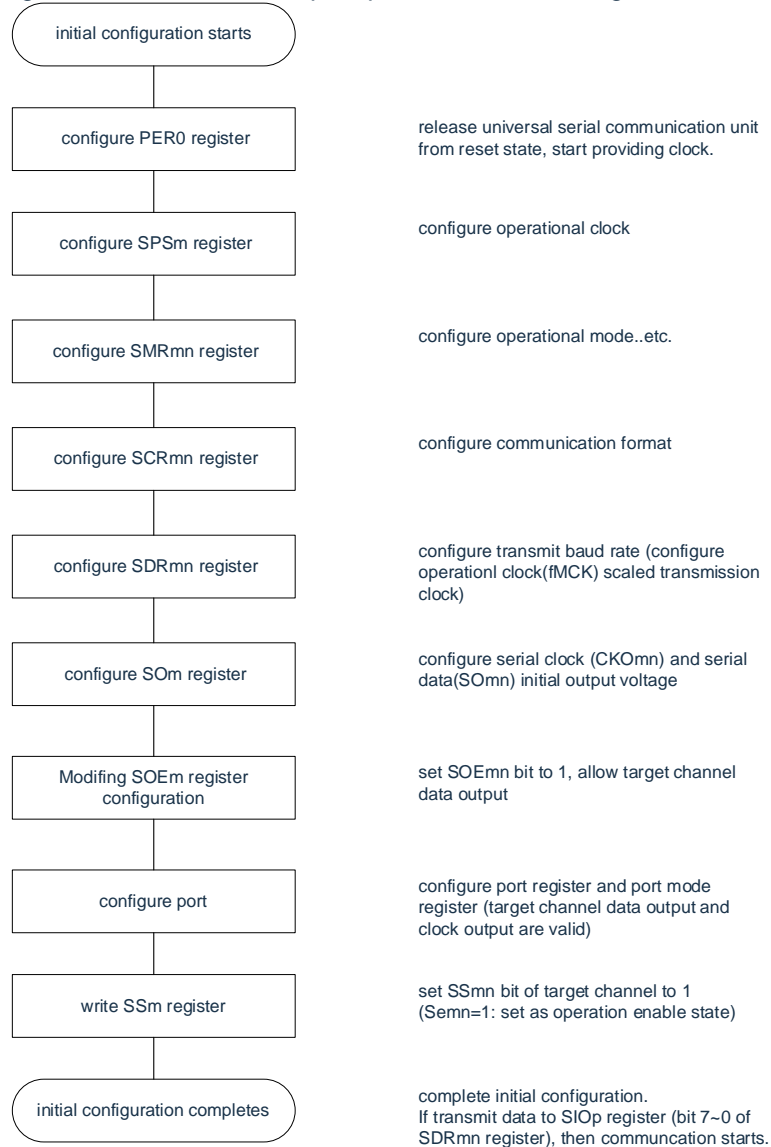 initial configuration starts
configure PER0 register
release universal serial communication unit
from reset state, start providing clock.
configure SPSm register
configure operational clock
configure SMRmn register
configure operational mode..etc.
configure SCRmn register
configure communication format
configure SDRmn register
configure transmit baud rate (configure
operationl clock(fMCK) scaled transmission
clock)
configure SOm register
configure serial clock (CKOmn) and serial
data(SOmn) initial output voltage
Modifing SOEm register
configuration
set SOEmn bit to 1, allow target channel
data output
configure port
configure port register and port mode
register (target channel data output and
clock output are valid)
write SSm register
set SSmn bit of target channel to 1
(Semn=1: set as operation enable state)
initial configuration completes
complete initial configuration.
If transmit data to SIOp register (bit 7~0 of
SDRmn register), then communcation starts.